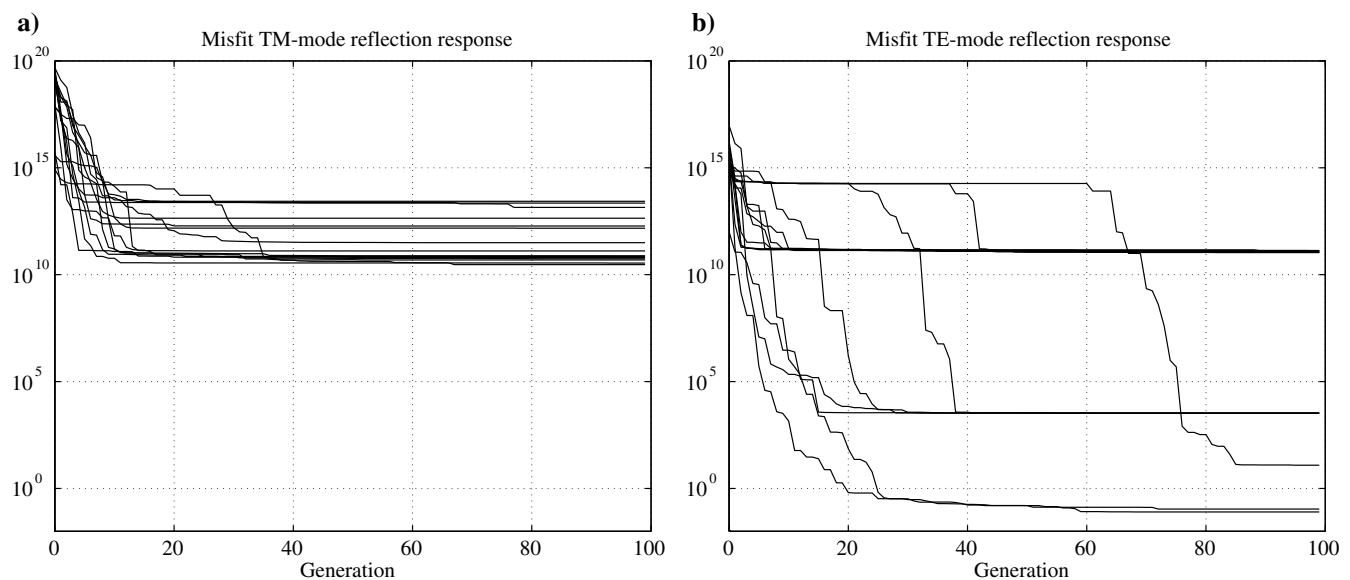 a)
Misfit TM-mode reflection response
10^20
10^15
10^10
10^5
10^0
0 20 40 60 80 100
Generation
b)
Misfit TE-mode reflection response
10^20
10^15
10^10
10^5
10^0
0 20 40 60 80 100
Generation